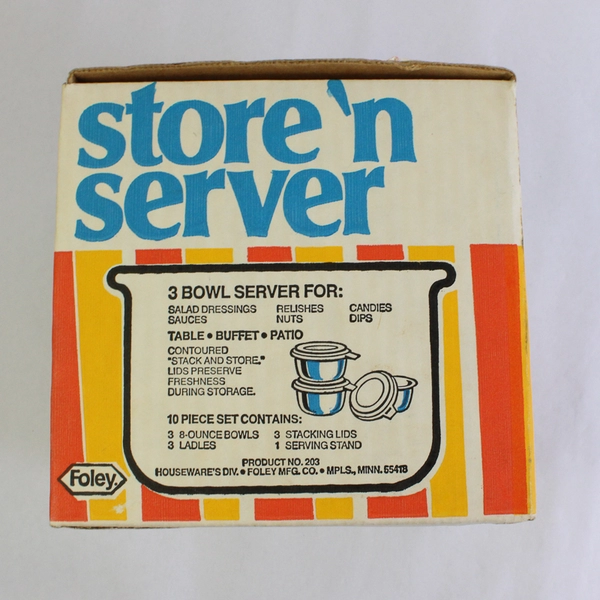 store 'n
server
3 BOWL SERVER FOR:
SALAD DRESSINGS RELISHES CANDIES
SAUCES NUTS DIPS
TABLE • BUFFET • PATIO
CONTOURED
"STACK AND STORE."
LIDS PRESERVE
FRESHNESS
DURING STORAGE.
10 PIECE SET CONTAINS:
3 8-OUNCE BOWLS 3 STACKING LIDS
3 LADLES 1 SERVING STAND
PRODUCT NO. 203
HOUSEWARE'S DIV. • FOLEY MFG. CO. • MPLS., MINN. 55418
Foley